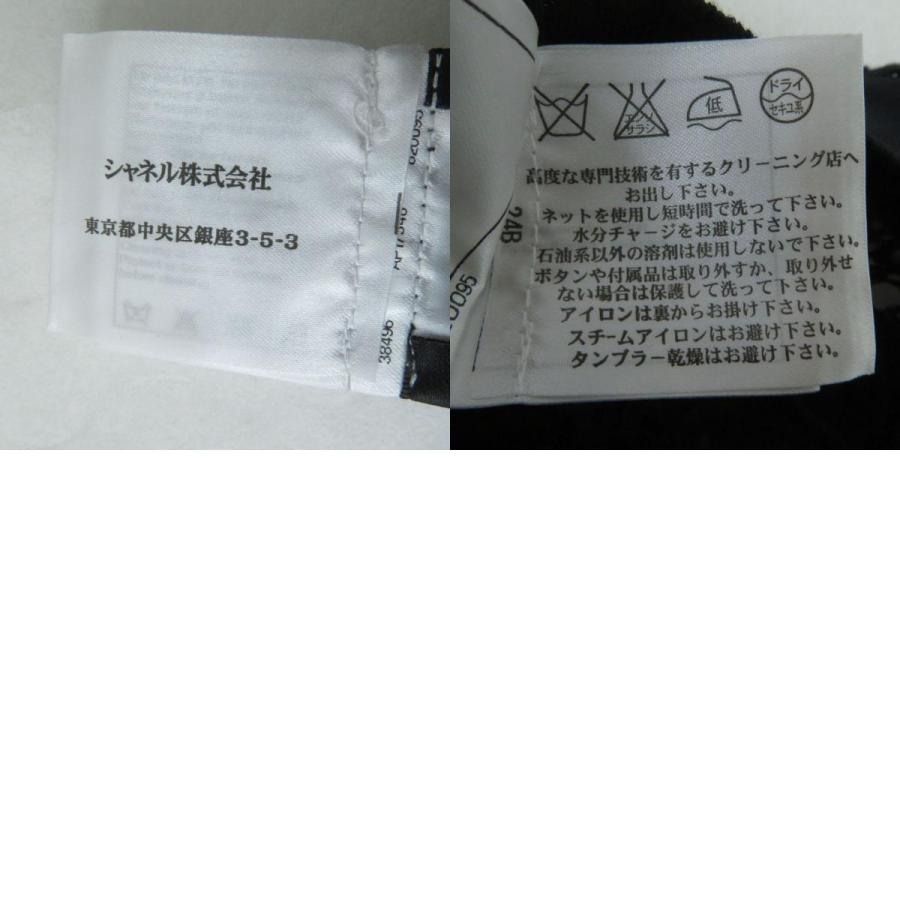 シャネル株式会社
東京都中央区銀座3-5-3
38496
エンソ
サラシ
低
ドライ
セキユ系
高度な専門技術を有するクリーニング店へ
お出し下さい。
ネットを使用し短時間で洗って下さい。
水分チャージをお避け下さい。
石油系以外の溶剤は使用しないで下さい。
ボタンや付属品は取り外すか、取り外せ
ない場合は保護して洗って下さい。
アイロンは裏からお掛け下さい。
スチームアイロンはお避け下さい。
タンブラー乾燥はお避け下さい。
24B